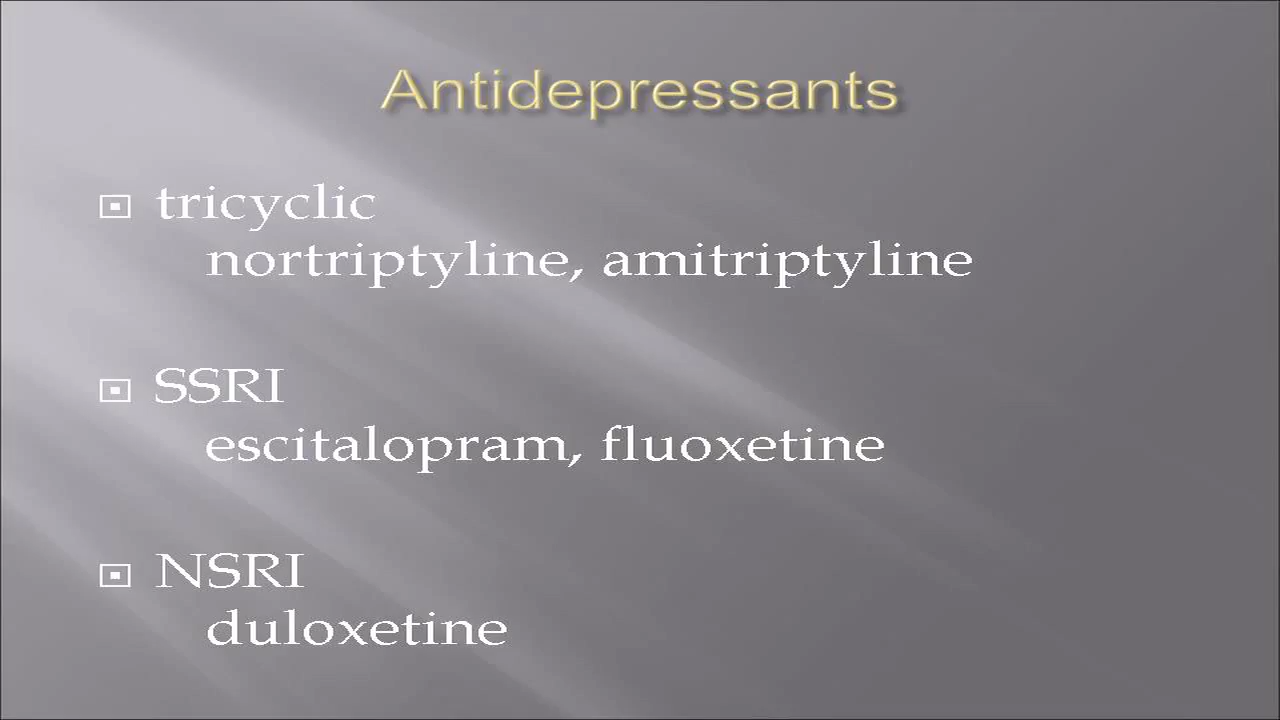 Antidepressants
tricyclic
nortriptyline, amitriptyline
SSRI
escitalopram, fluoxetine
NSRI
duloxetine